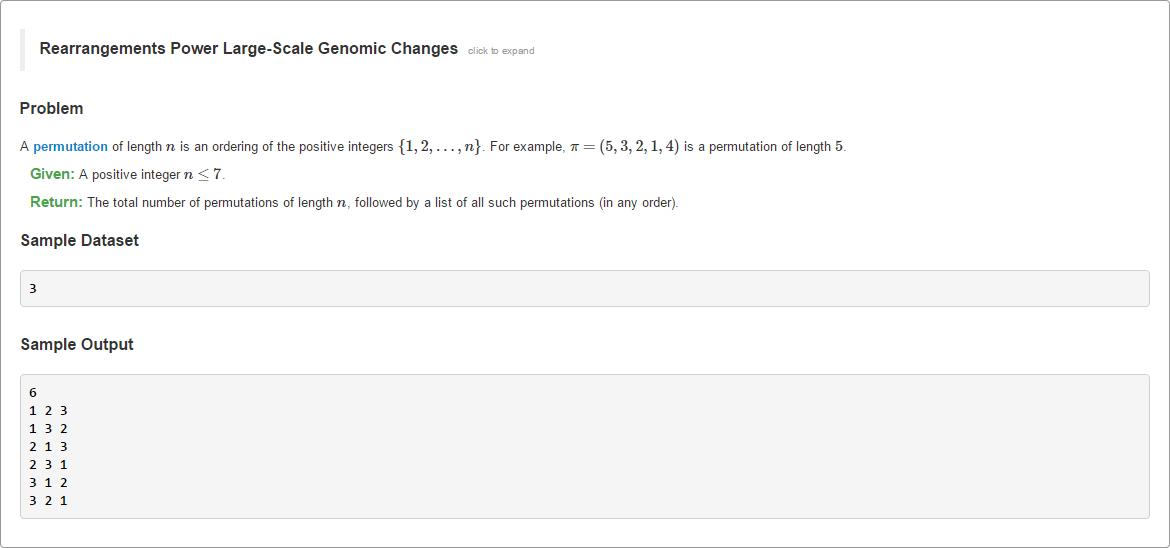 Rearrangements Power Large-Scale Genomic Changes click to expand
Problem
A permutation of length n is an ordering of the positive integers {1, 2, . . . , n}. For example, π = (5, 3, 2, 1, 4) is a permutation of length 5.
Given: A positive integer n ≤ 7.
Return: The total number of permutations of length n, followed by a list of all such permutations (in any order).
Sample Dataset
3
Sample Output
6
1 2 3
1 3 2
2 1 3
2 3 1
3 1 2
3 2 1